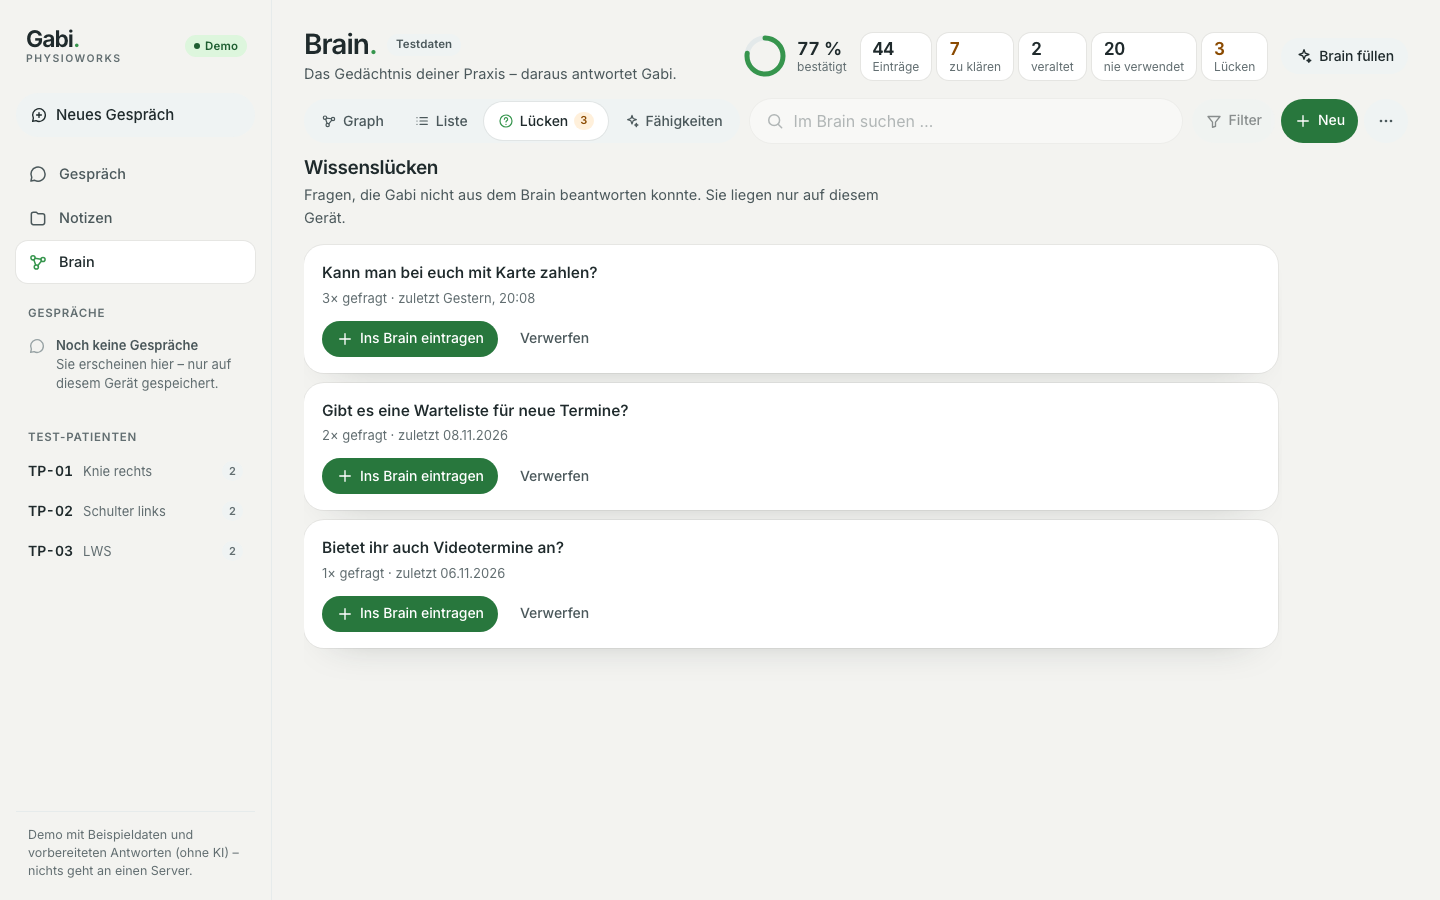 Gabi.
PHYSIOWORKS
Demo
Neues Gespräch
Gespräch
Notizen
Brain
GESPRÄCHE
Noch keine Gespräche
Sie erscheinen hier – nur auf
diesem Gerät gespeichert.
TEST-PATIENTEN
TP-01 Knie rechts 2
TP-02 Schulter links 2
TP-03 LWS 2
Demo mit Beispieldaten und
vorbereiteten Antworten (ohne KI) –
nichts geht an einen Server.
Brain. Testdaten
Das Gedächtnis deiner Praxis – daraus antwortet Gabi.
77 % bestätigt
44 Einträge
7 zu klären
2 veraltet
20 nie verwendet
3 Lücken
Brain füllen
Graph
Liste
Lücken 3
Fähigkeiten
Im Brain suchen ...
Filter
Neu
Wissenslücken
Fragen, die Gabi nicht aus dem Brain beantworten konnte. Sie liegen nur auf diesem
Gerät.
Kann man bei euch mit Karte zahlen?
3× gefragt · zuletzt Gestern, 20:08
Ins Brain eintragen Verwerfen
Gibt es eine Warteliste für neue Termine?
2× gefragt · zuletzt 08.11.2026
Ins Brain eintragen Verwerfen
Bietet ihr auch Videotermine an?
1× gefragt · zuletzt 06.11.2026
Ins Brain eintragen Verwerfen